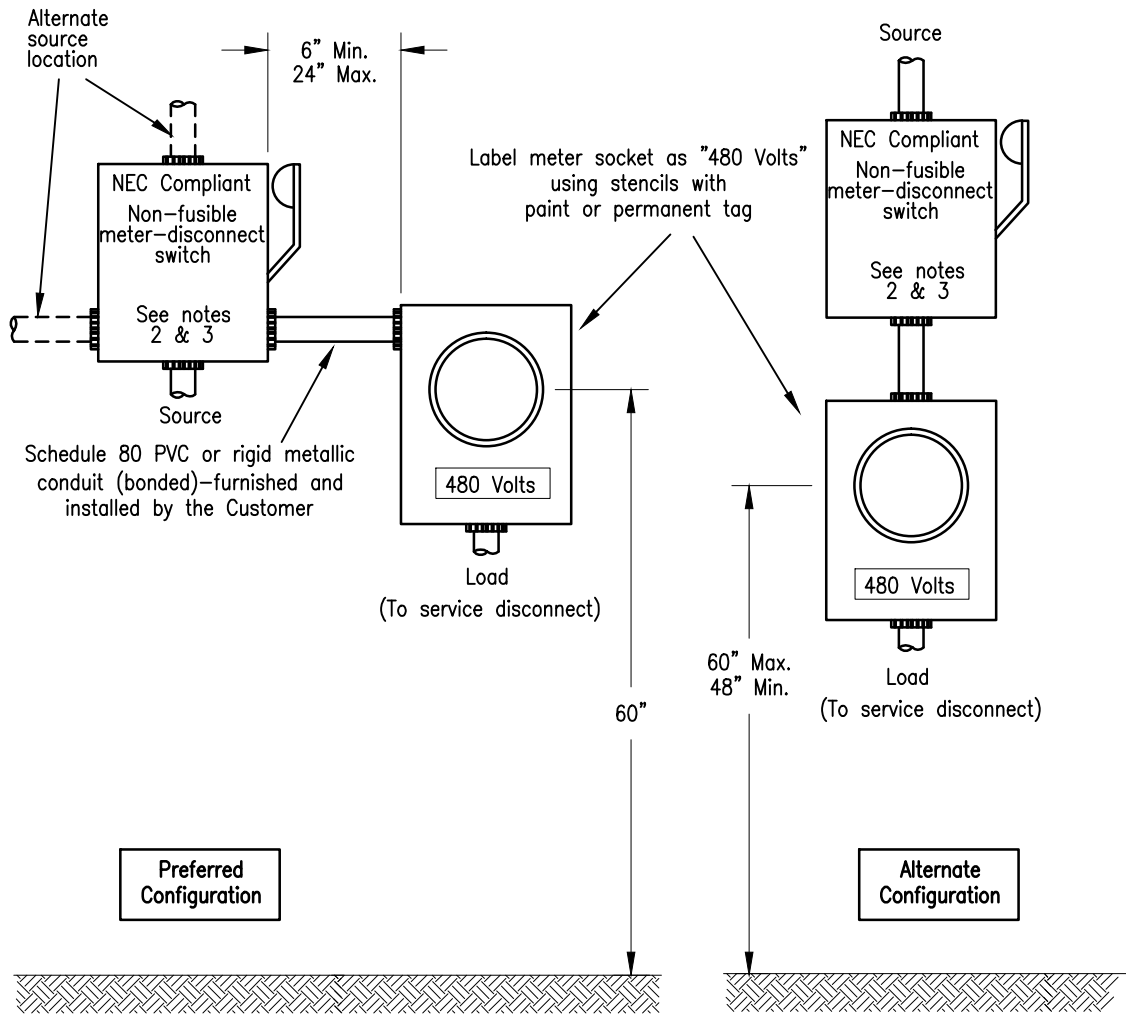 Alternate
source
location
6" Min.
24" Max.
NEC Compliant
Non-fusible
meter-disconnect
switch
See notes
2 & 3
Source
Schedule 80 PVC or rigid metallic
conduit (bonded)-furnished and
installed by the Customer
Label meter socket as "480 Volts"
using stencils with
paint or permanent tag
480 Volts
Load
(To service disconnect)
60"
Preferred
Configuration
Source
NEC Compliant
Non-fusible
meter-disconnect
switch
See notes
2 & 3
480 Volts
60" Max.
48" Min.
Load
(To service disconnect)
Alternate
Configuration